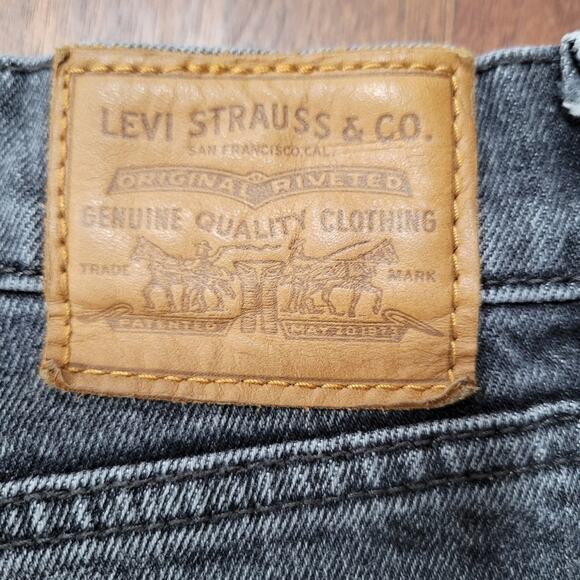 LEVI STRAUSS & CO.
SAN FRANCISCO, CAL.
ORIGINAL RIVETED
GENUINE QUALITY CLOTHING
TRADE MARK
PATENTED MAY 20 1873